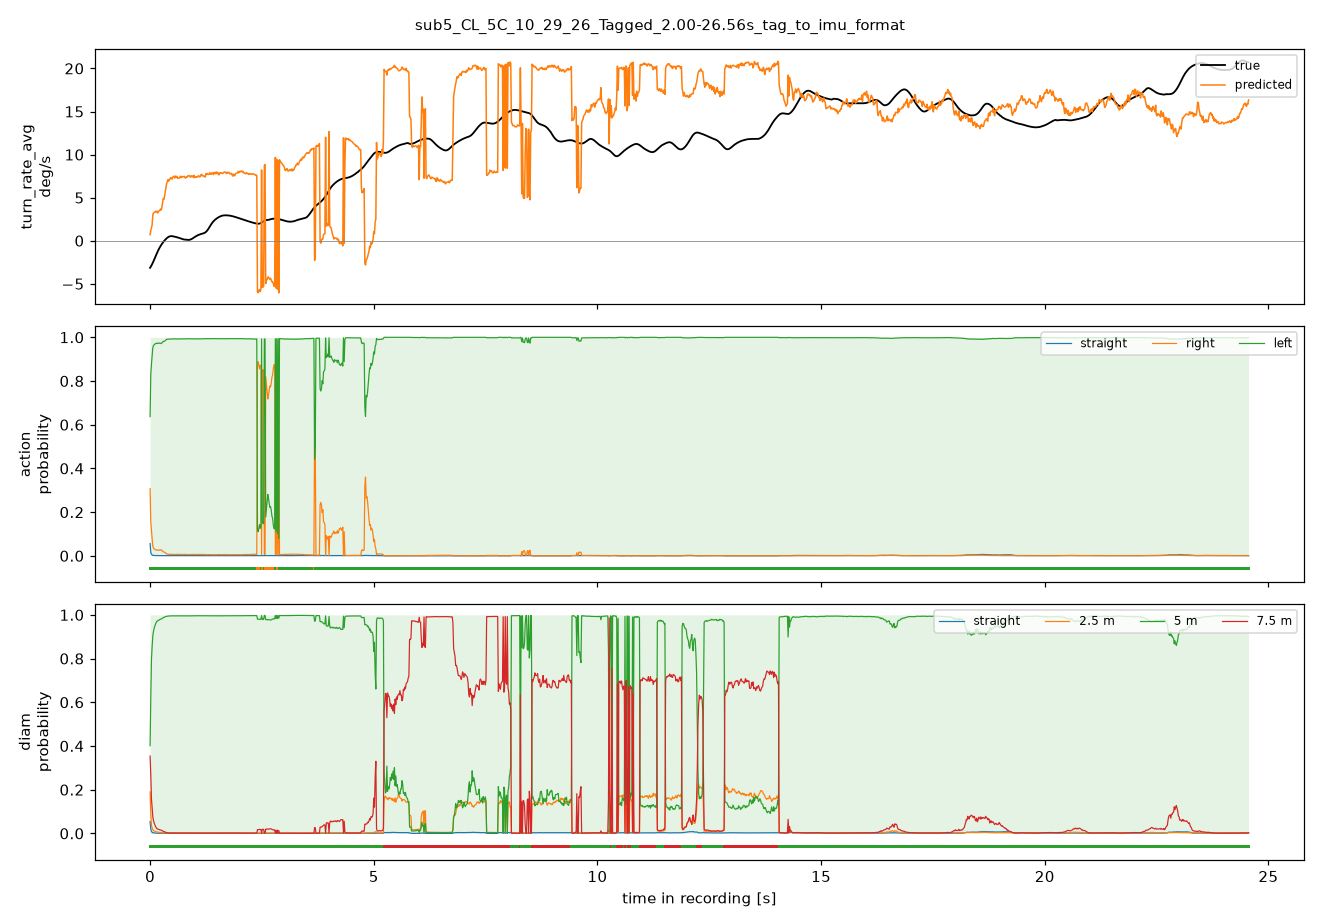 sub5_CL_5C_10_29_26_Tagged_2.00-26.56s_tag_to_imu_format
turn_rate_avg
deg/s
20
15
10
5
0
−5
true
predicted
action
probability
1.0
0.8
0.6
0.4
0.2
0.0
straight right left
diam
probability
1.0
0.8
0.6
0.4
0.2
0.0
straight 2.5 m 5 m 7.5 m
0 5 10 15 20 25
time in recording [s]